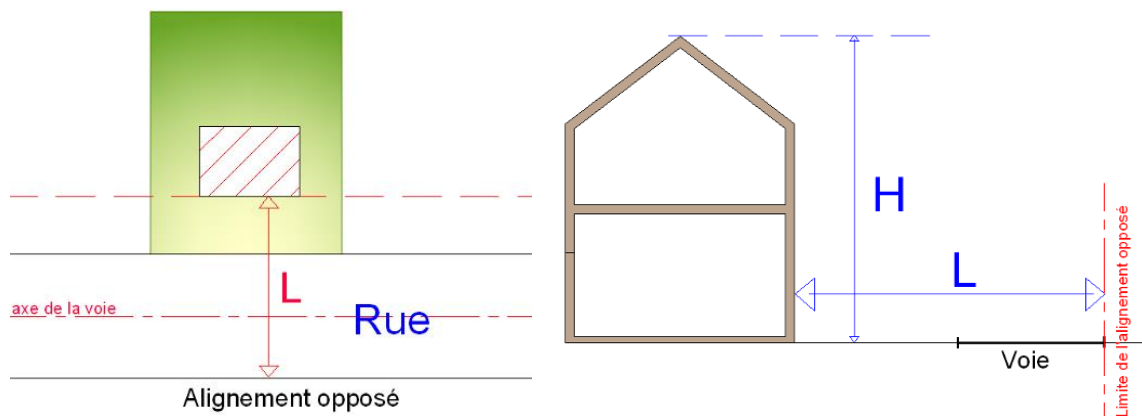 L
axe de la voie
Rue
Alignement opposé
H
L
Voie
Limite de l'alignement opposé